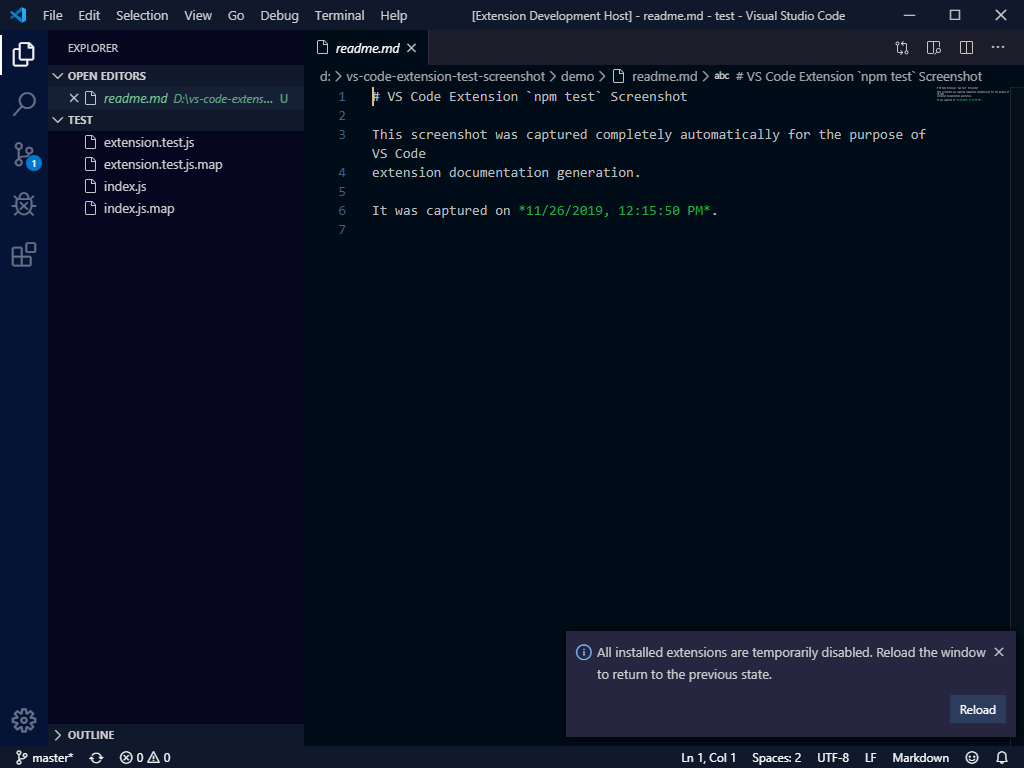 File Edit Selection View Go Debug Terminal Help [Extension Development Host] - readme.md - test - Visual Studio Code
EXPLORER
readme.md
OPEN EDITORS
d: > vs-code-extension-test-screenshot > demo > readme.md > abc # VS Code Extension `npm test` Screenshot
readme.md D:\vs-code-extens... U
TEST
extension.test.js
extension.test.js.map
index.js
index.js.map
1 # VS Code Extension `npm test` Screenshot
2
3 This screenshot was captured completely automatically for the purpose of
VS Code
4 extension documentation generation.
5
6 It was captured on *11/26/2019, 12:15:50 PM*.
7
1
All installed extensions are temporarily disabled. Reload the window
to return to the previous state.
Reload
OUTLINE
master* 0 0 Ln 1, Col 1 Spaces: 2 UTF-8 LF Markdown